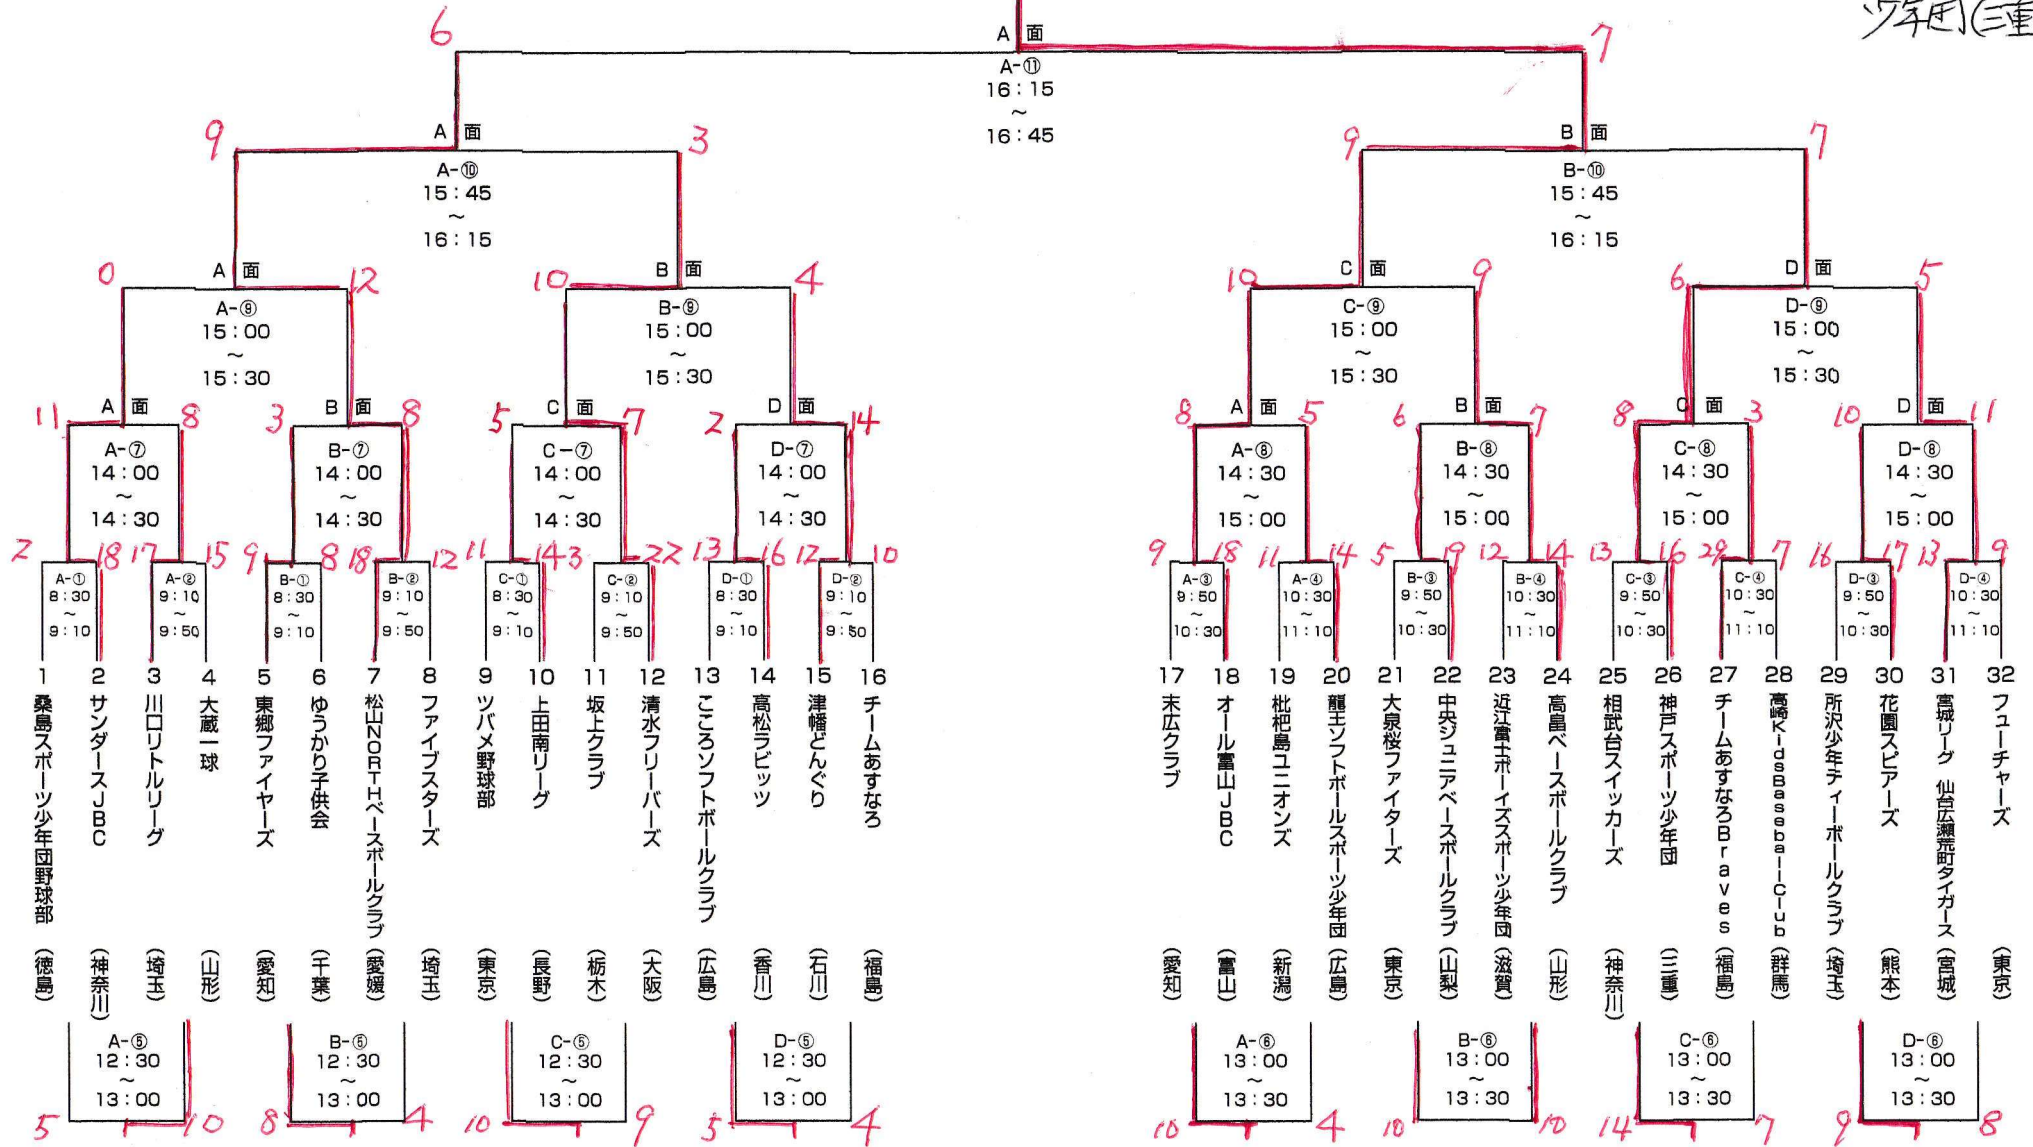 少年団(三重
6 A 面 7
A-⑪
16:15
~
16:45
9 A 面 3
A-⑩
15:45
~
16:15
9 B 面 7
B-⑩
15:45
~
16:15
0 A 面 12
A-⑨
15:00
~
15:30
10 B 面 4
B-⑨
15:00
~
15:30
10 C 面 9
C-⑨
15:00
~
15:30
6 D 面 5
D-⑨
15:00
~
15:30
11 A 面 8
A-⑦
14:00
~
14:30
3 B 面 8
B-⑦
14:00
~
14:30
5 C 面 7
C-⑦
14:00
~
14:30
2 D 面 14
D-⑦
14:00
~
14:30
8 A 面 5
A-⑧
14:30
~
15:00
6 B 面 7
B-⑧
14:30
~
15:00
8 C 面 3
C-⑧
14:30
~
15:00
10 D 面 11
D-⑧
14:30
~
15:00
2 18
A-①
8:30
~
9:10
17 15
A-②
9:10
~
9:50
9 8
B-①
8:30
~
9:10
18 12
B-②
9:10
~
9:50
11 14
C-①
8:30
~
9:10
3 22
C-②
9:10
~
9:50
13 16
D-①
8:30
~
9:10
12 10
D-②
9:10
~
9:50
9 18
A-③
9:50
~
10:30
11 14
A-④
10:30
~
11:10
5 19
B-③
9:50
~
10:30
12 14
B-④
10:30
~
11:10
13 16
C-③
9:50
~
10:30
29 7
C-④
10:30
~
11:10
16 17
D-③
9:50
~
10:30
13 9
D-④
10:30
~
11:10
1 桑島スポーツ少年団野球部 (徳島)
2 サンダースJBC (神奈川)
3 川口リトルリーグ (埼玉)
4 大蔵一球 (山形)
5 東郷ファイヤーズ (愛知)
6 ゆうかり子供会 (千葉)
7 松山NORTHベースボールクラブ (愛媛)
8 ファイブスターズ (埼玉)
9 ツバメ野球部 (東京)
10 上田南リーグ (長野)
11 坂上クラブ (栃木)
12 清水フリーバーズ (大阪)
13 こころソフトボールクラブ (広島)
14 高松ラビッツ (香川)
15 津幡どんぐり (石川)
16 チームあすなろ (福島)
17 末広クラブ (愛知)
18 オール富山JBC (富山)
19 枇杷島ユニオンズ (新潟)
20 龍王ソフトボールスポーツ少年団 (広島)
21 大泉桜ファイターズ (東京)
22 中央ジュニアベースボールクラブ (山梨)
23 近江富士ボーイズスポーツ少年団 (滋賀)
24 高畠ベースボールクラブ (山形)
25 相武台スイッカーズ (神奈川)
26 神戸スポーツ少年団 (三重)
27 チームあすなろBraves (福島)
28 高崎KidsBaseballClub (群馬)
29 所沢少年ティーボールクラブ (埼玉)
30 花園スピアーズ (熊本)
31 宮城リーグ 仙台広瀬荒町タイガース (宮城)
32 フューチャーズ (東京)
A-⑤
12:30
~
13:00
5 10
B-⑤
12:30
~
13:00
8 4
C-⑤
12:30
~
13:00
10 9
D-⑤
12:30
~
13:00
5 4
A-⑥
13:00
~
13:30
10 4
B-⑥
13:00
~
13:30
10 10
C-⑥
13:00
~
13:30
14 7
D-⑥
13:00
~
13:30
9 8